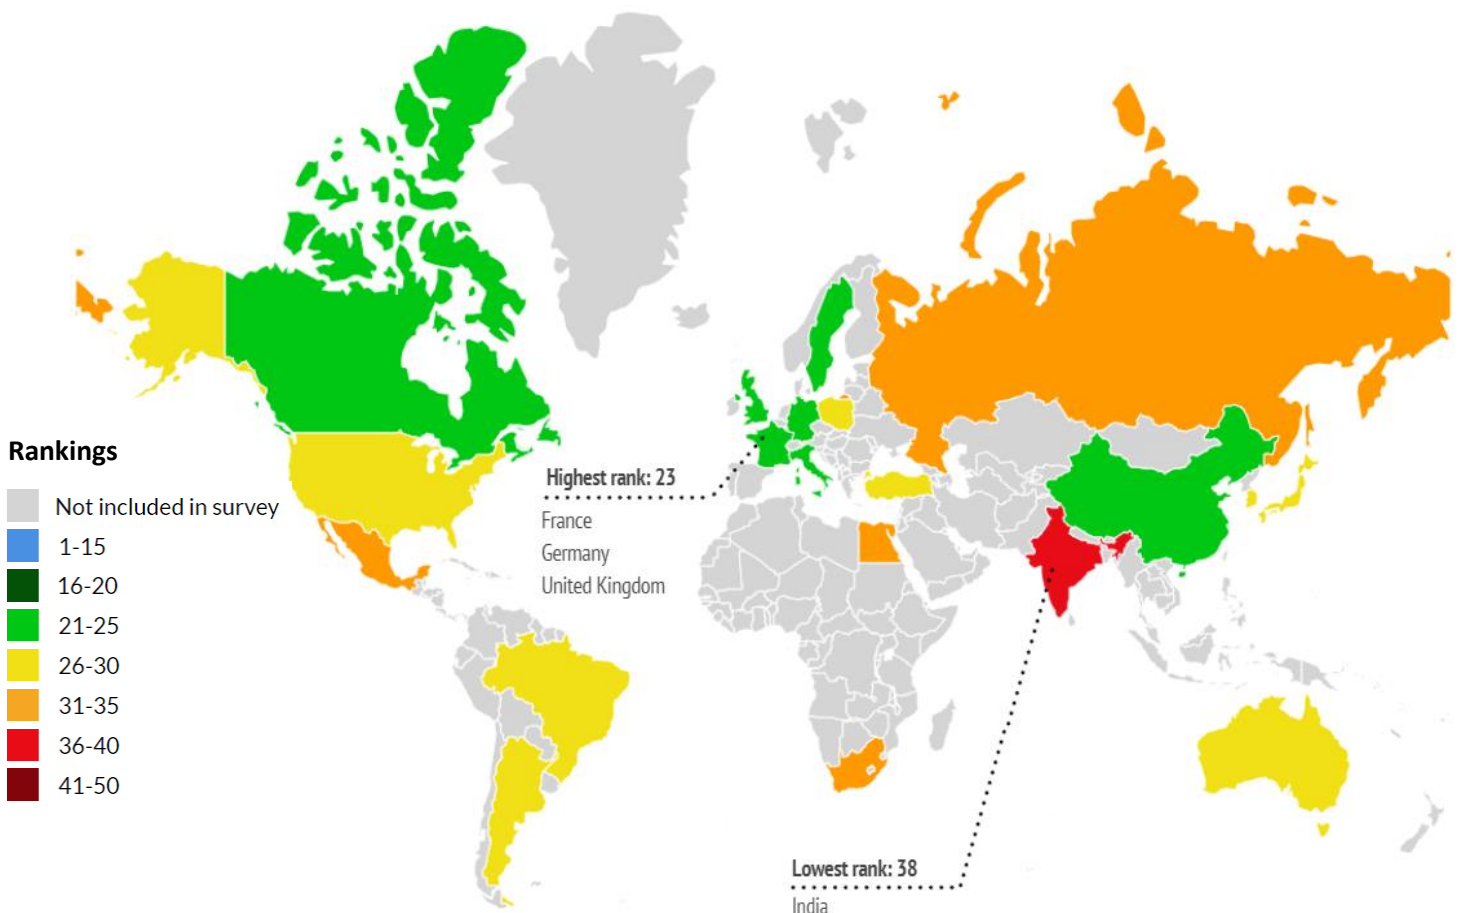 Rankings
Not included in survey
1-15
16-20
21-25
26-30
31-35
36-40
41-50
Highest rank: 23
France
Germany
United Kingdom
Lowest rank: 38
India